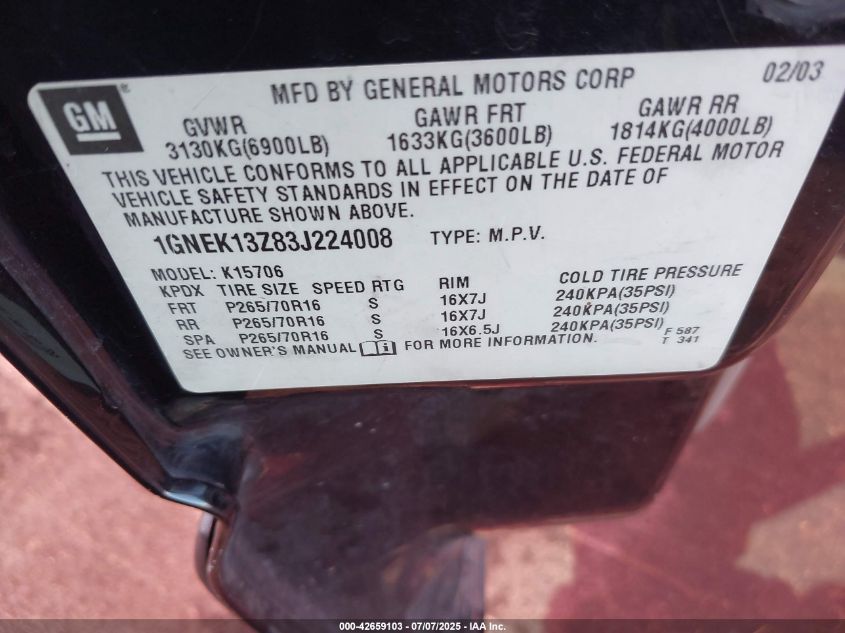 GM ®
MFD BY GENERAL MOTORS CORP 02/03
GVWR GAWR FRT GAWR RR
3130KG(6900LB) 1633KG(3600LB) 1814KG(4000LB)
THIS VEHICLE CONFORMS TO ALL APPLICABLE U.S. FEDERAL MOTOR
VEHICLE SAFETY STANDARDS IN EFFECT ON THE DATE OF
MANUFACTURE SHOWN ABOVE.
1GNEK13Z83J224008 TYPE: M.P.V.
MODEL: K15706
KPDX TIRE SIZE SPEED RTG RIM COLD TIRE PRESSURE
FRT P265/70R16 S 16X7J 240KPA(35PSI)
RR P265/70R16 S 16X7J 240KPA(35PSI)
SPA P265/70R16 S 16X6.5J 240KPA(35PSI)
SEE OWNER'S MANUAL FOR MORE INFORMATION.
F 587
T 341
000-42659103 - 07/07/2025 - IAA Inc.